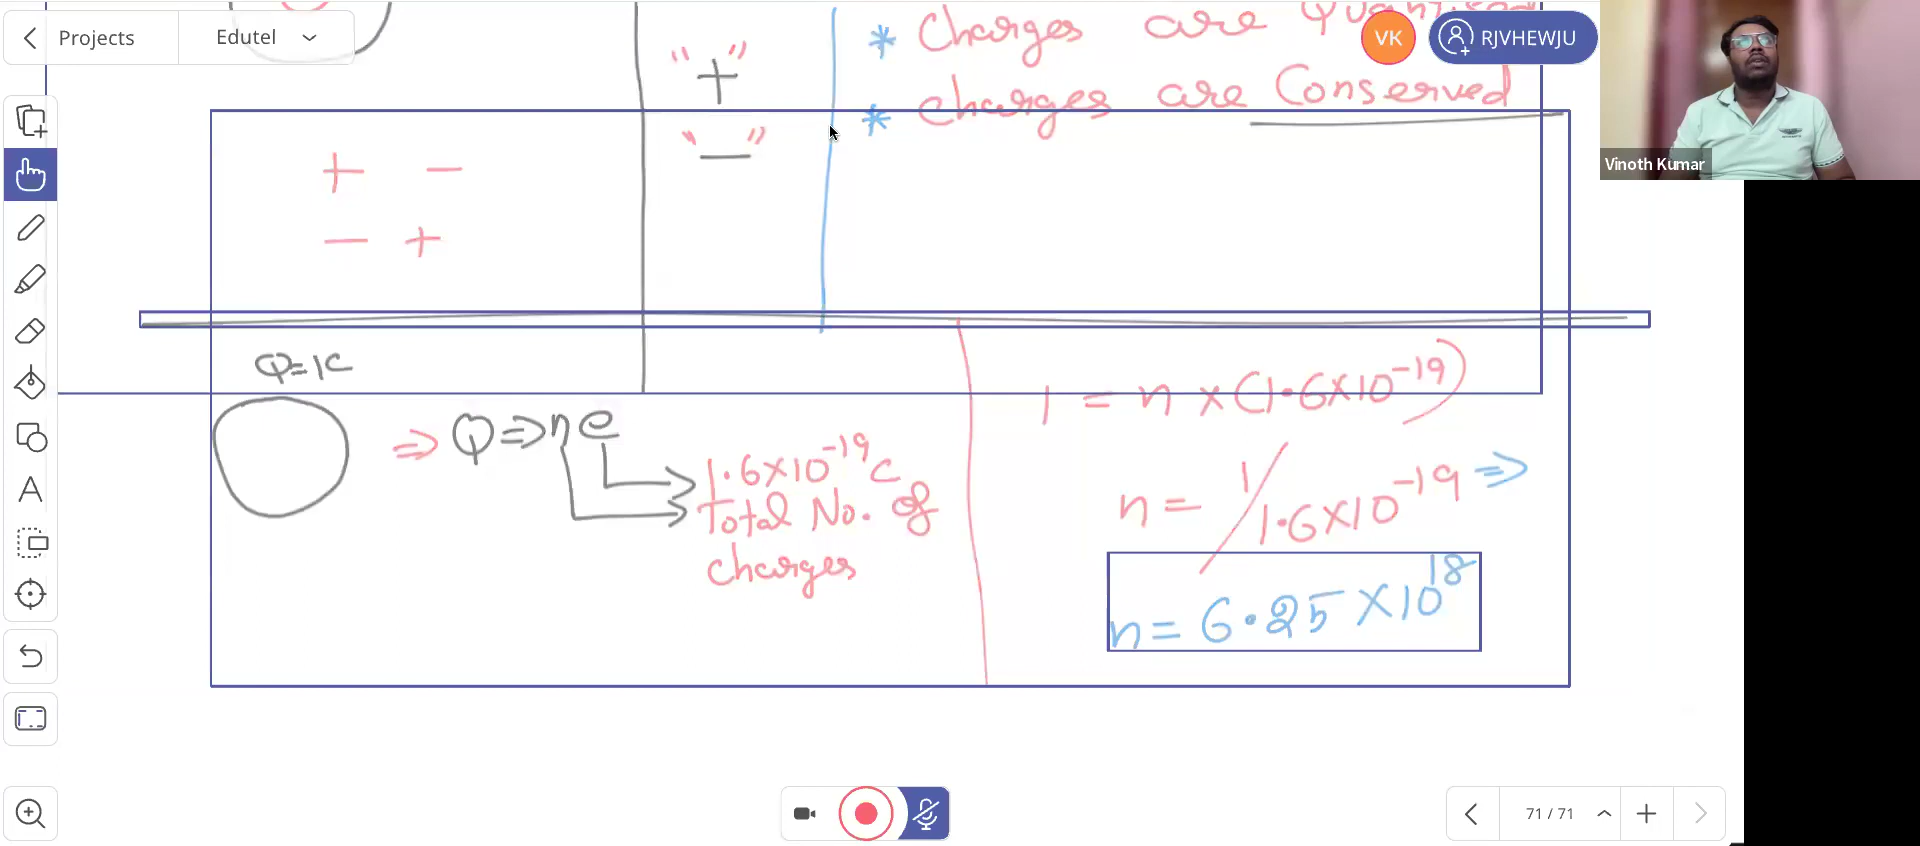 Projects
Edutel
* Charges are Quantised
VK
RJVHEWJU
"+"
* charges are Conserved
"-"
Vinoth Kumar
+ -
- +
Q=1C
⇒ Q⇒ne
1.6×10⁻¹⁹C
Total No. of
charges
1 = n × (1.6×10⁻¹⁹)
n = 1/1.6×10⁻¹⁹ ⇒
n = 6.25 ×10¹⁸
A
71 / 71